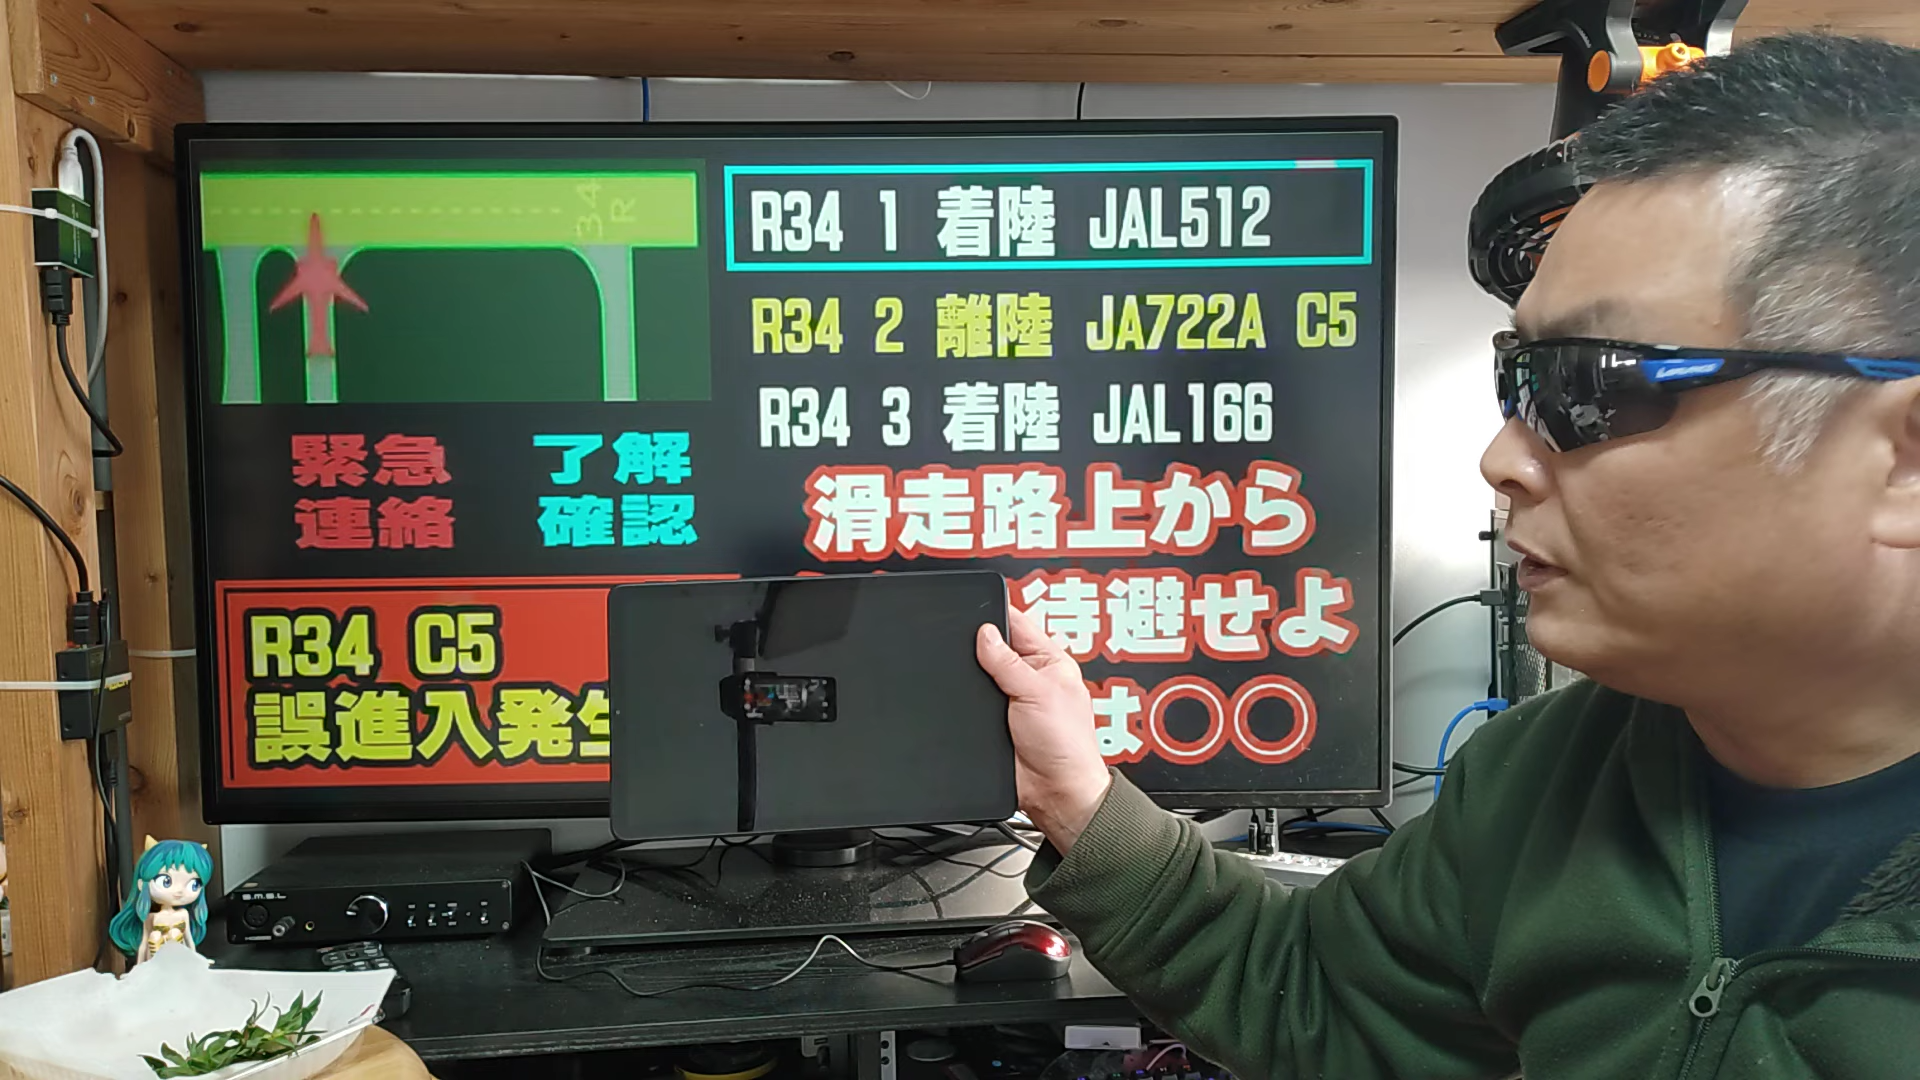 34
R
R34 1 着陸 JAL512
R34 2 離陸 JA722A C5
R34 3 着陸 JAL166
緊急
連絡
了解
確認
滑走路上から
待避せよ
は○○
R34 C5
誤進入発生
S.M.S.L